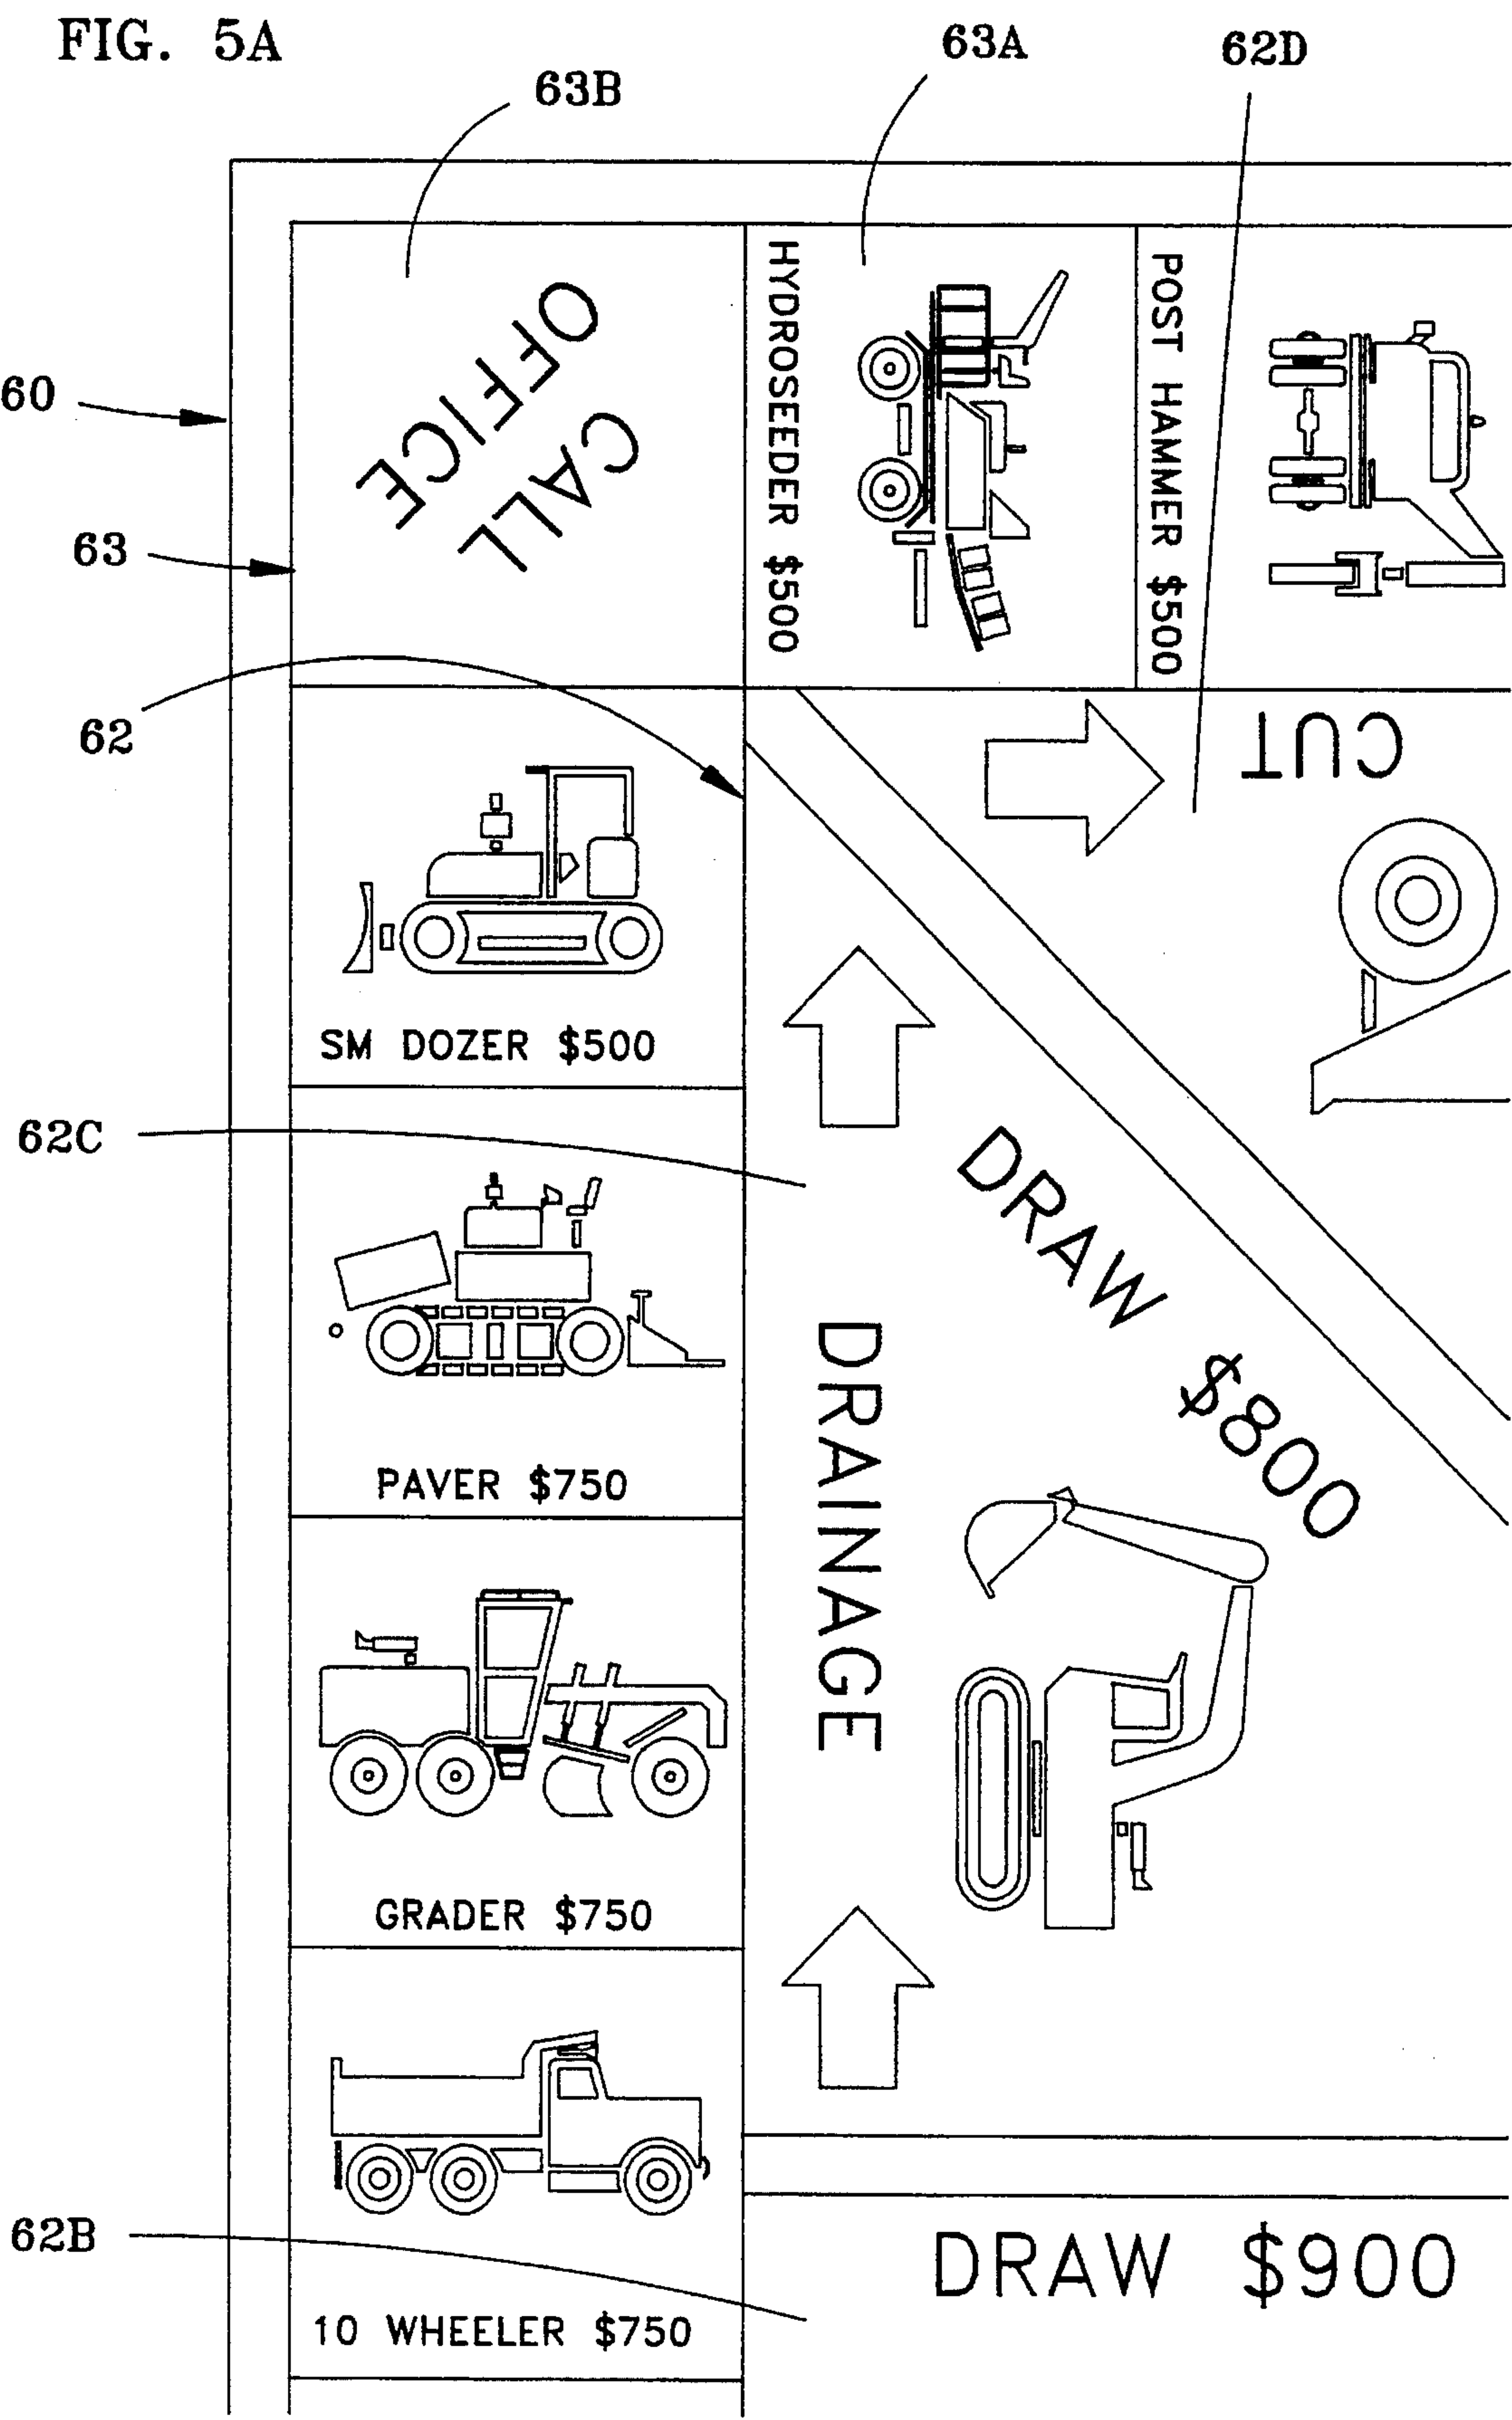 FIG. 5A
63B
63A
62D
60
63
62
62C
62B
CALL
OFFICE
HYDROSEEDER $500
POST HAMMER $500
CUT
SM DOZER $500
PAVER $750
GRADER $750
10 WHEELER $750
DRAW $800
DRAINAGE
DRAW $900